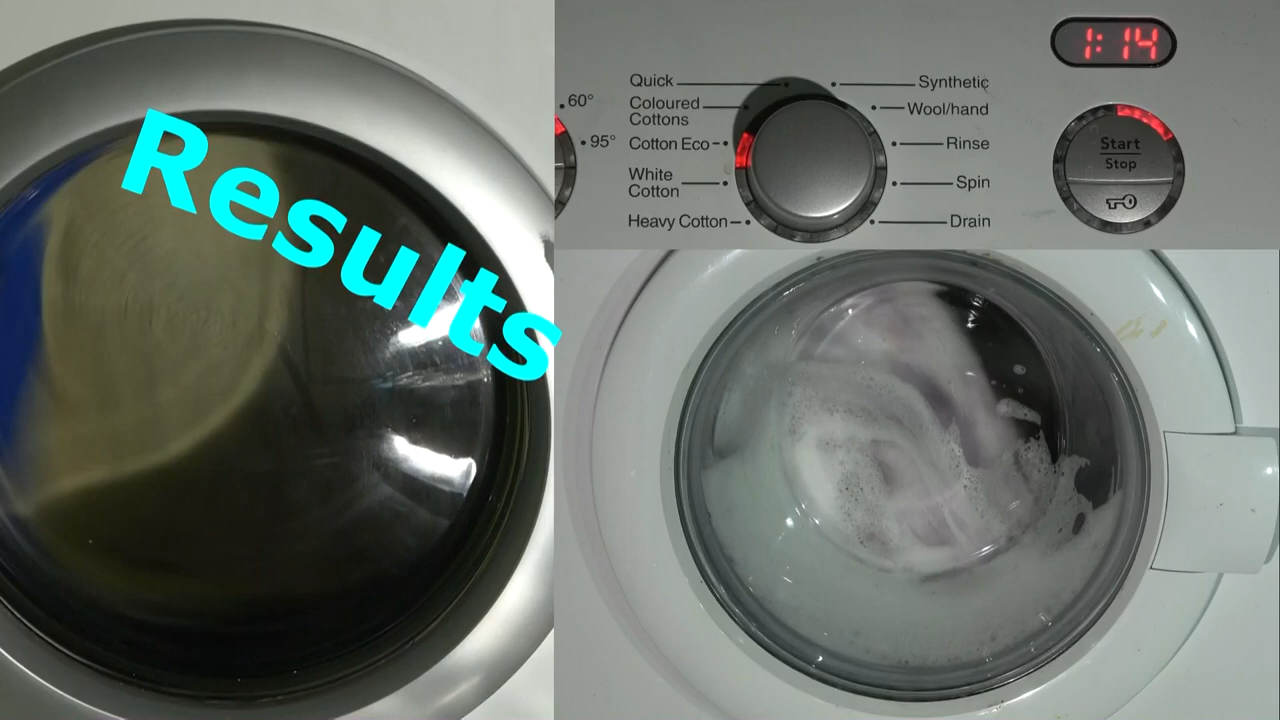 Results
1:14
60°
95°
Quick
Coloured
Cottons
Cotton Eco
White
Cotton
Heavy Cotton
Synthetic
Wool/hand
Rinse
Spin
Drain
Start
Stop